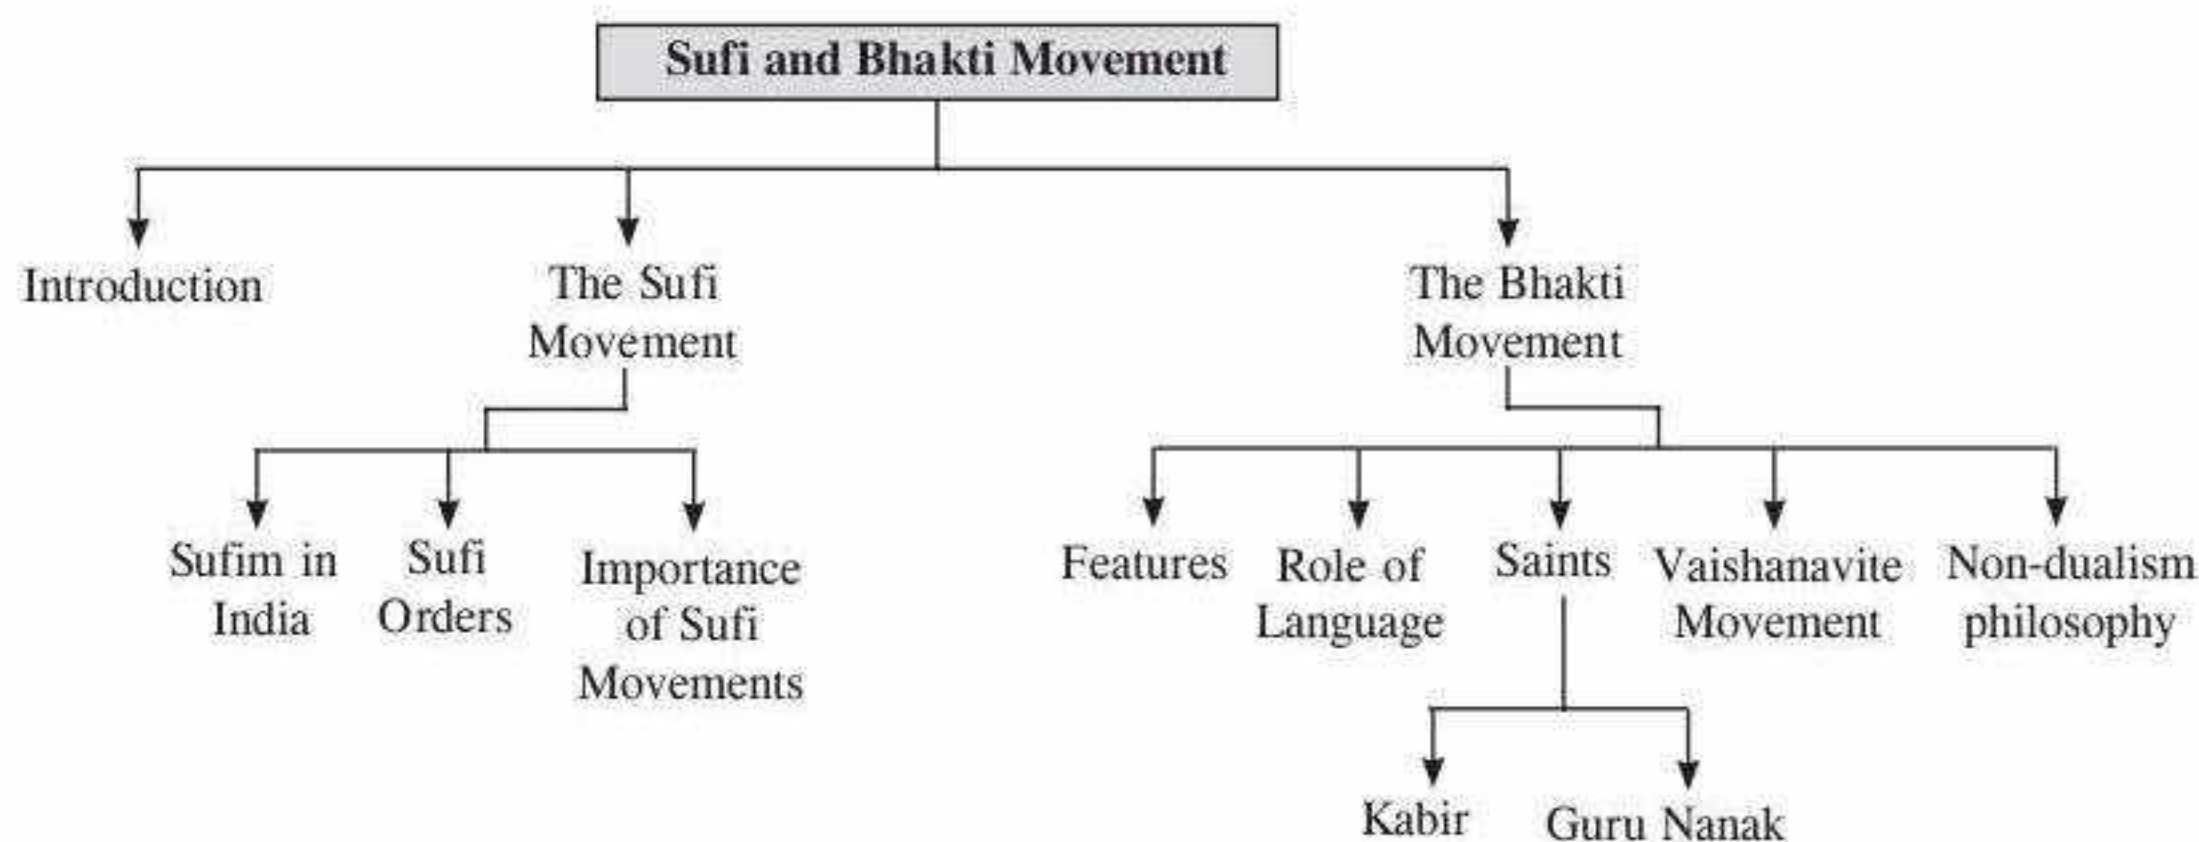 Sufi and Bhakti Movement
Introduction
The Sufi
Movement
The Bhakti
Movement
Sufim in
India
Sufi
Orders
Importance
of Sufi
Movements
Features
Role of
Language
Saints
Vaishanavite
Movement
Non-dualism
philosophy
Kabir
Guru Nanak